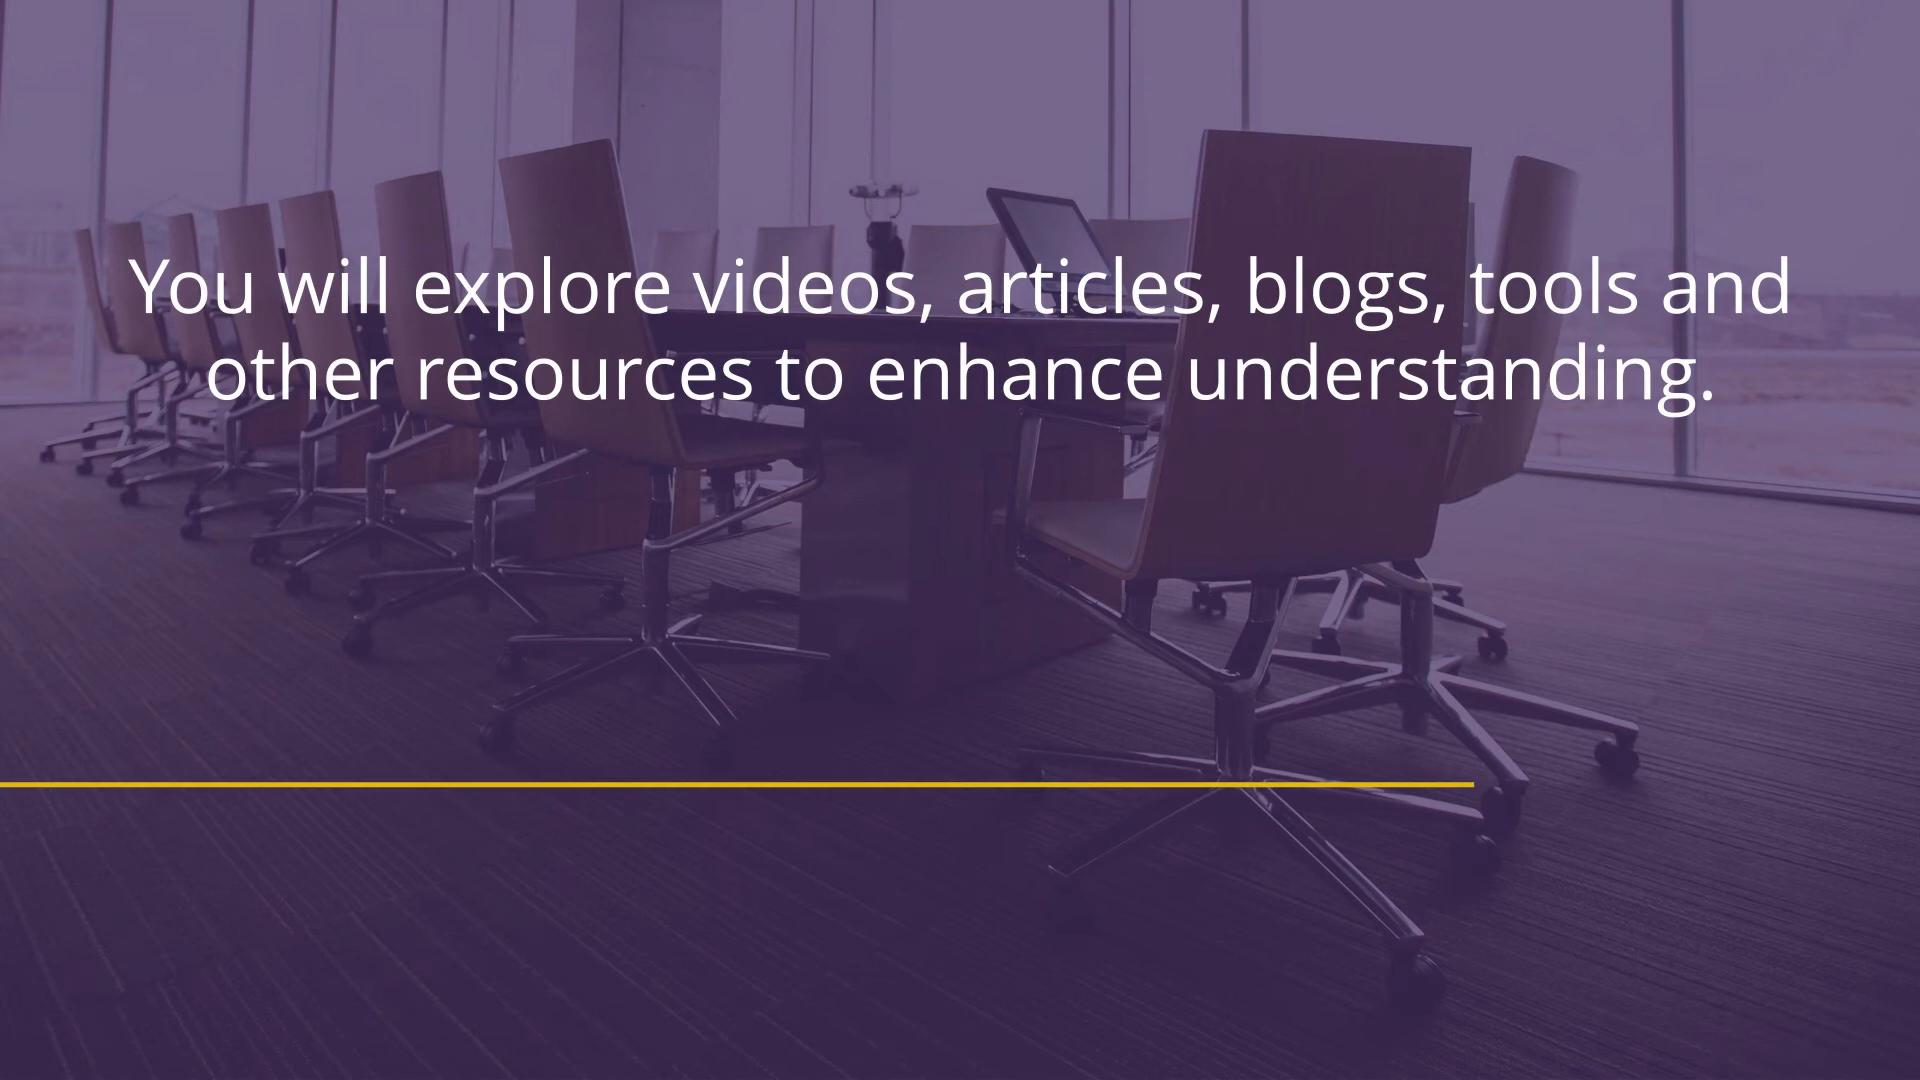 You will explore videos, articles, blogs, tools and
other resources to enhance understanding.